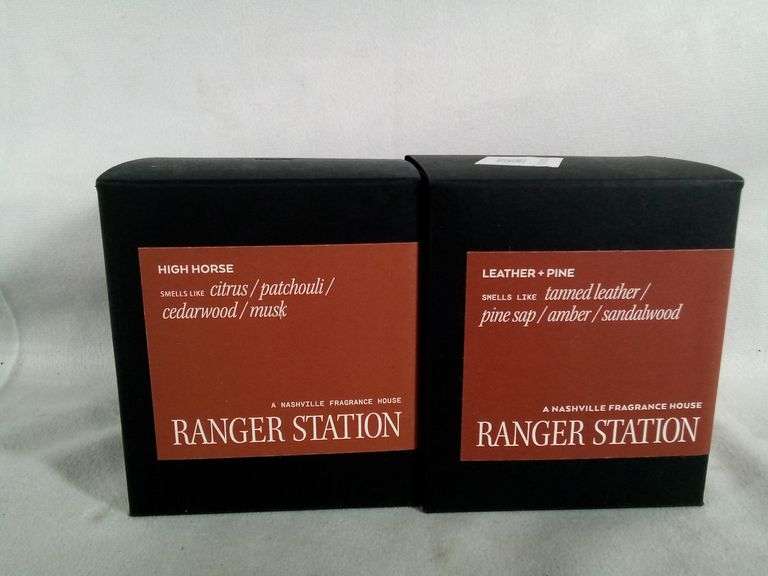 HIGH HORSE
SMELLS LIKE citrus / patchouli /
cedarwood / musk
A NASHVILLE FRAGRANCE HOUSE
RANGER STATION
LEATHER + PINE
SMELLS LIKE tanned leather /
pine sap / amber / sandalwood
A NASHVILLE FRAGRANCE HOUSE
RANGER STATION